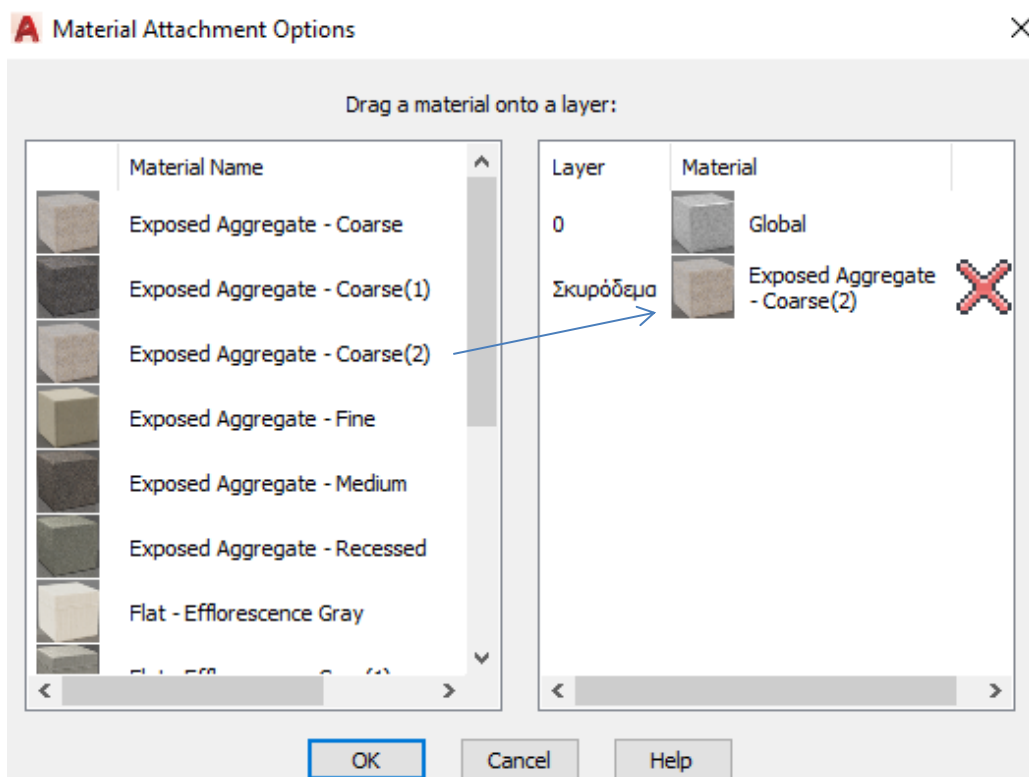 Material Attachment Options
Drag a material onto a layer:
Material Name
Exposed Aggregate - Coarse
Exposed Aggregate - Coarse(1)
Exposed Aggregate - Coarse(2)
Exposed Aggregate - Fine
Exposed Aggregate - Medium
Exposed Aggregate - Recessed
Flat - Efflorescence Gray
Layer Material
0 Global
Σκυρόδεμα Exposed Aggregate
- Coarse(2)
OK Cancel Help